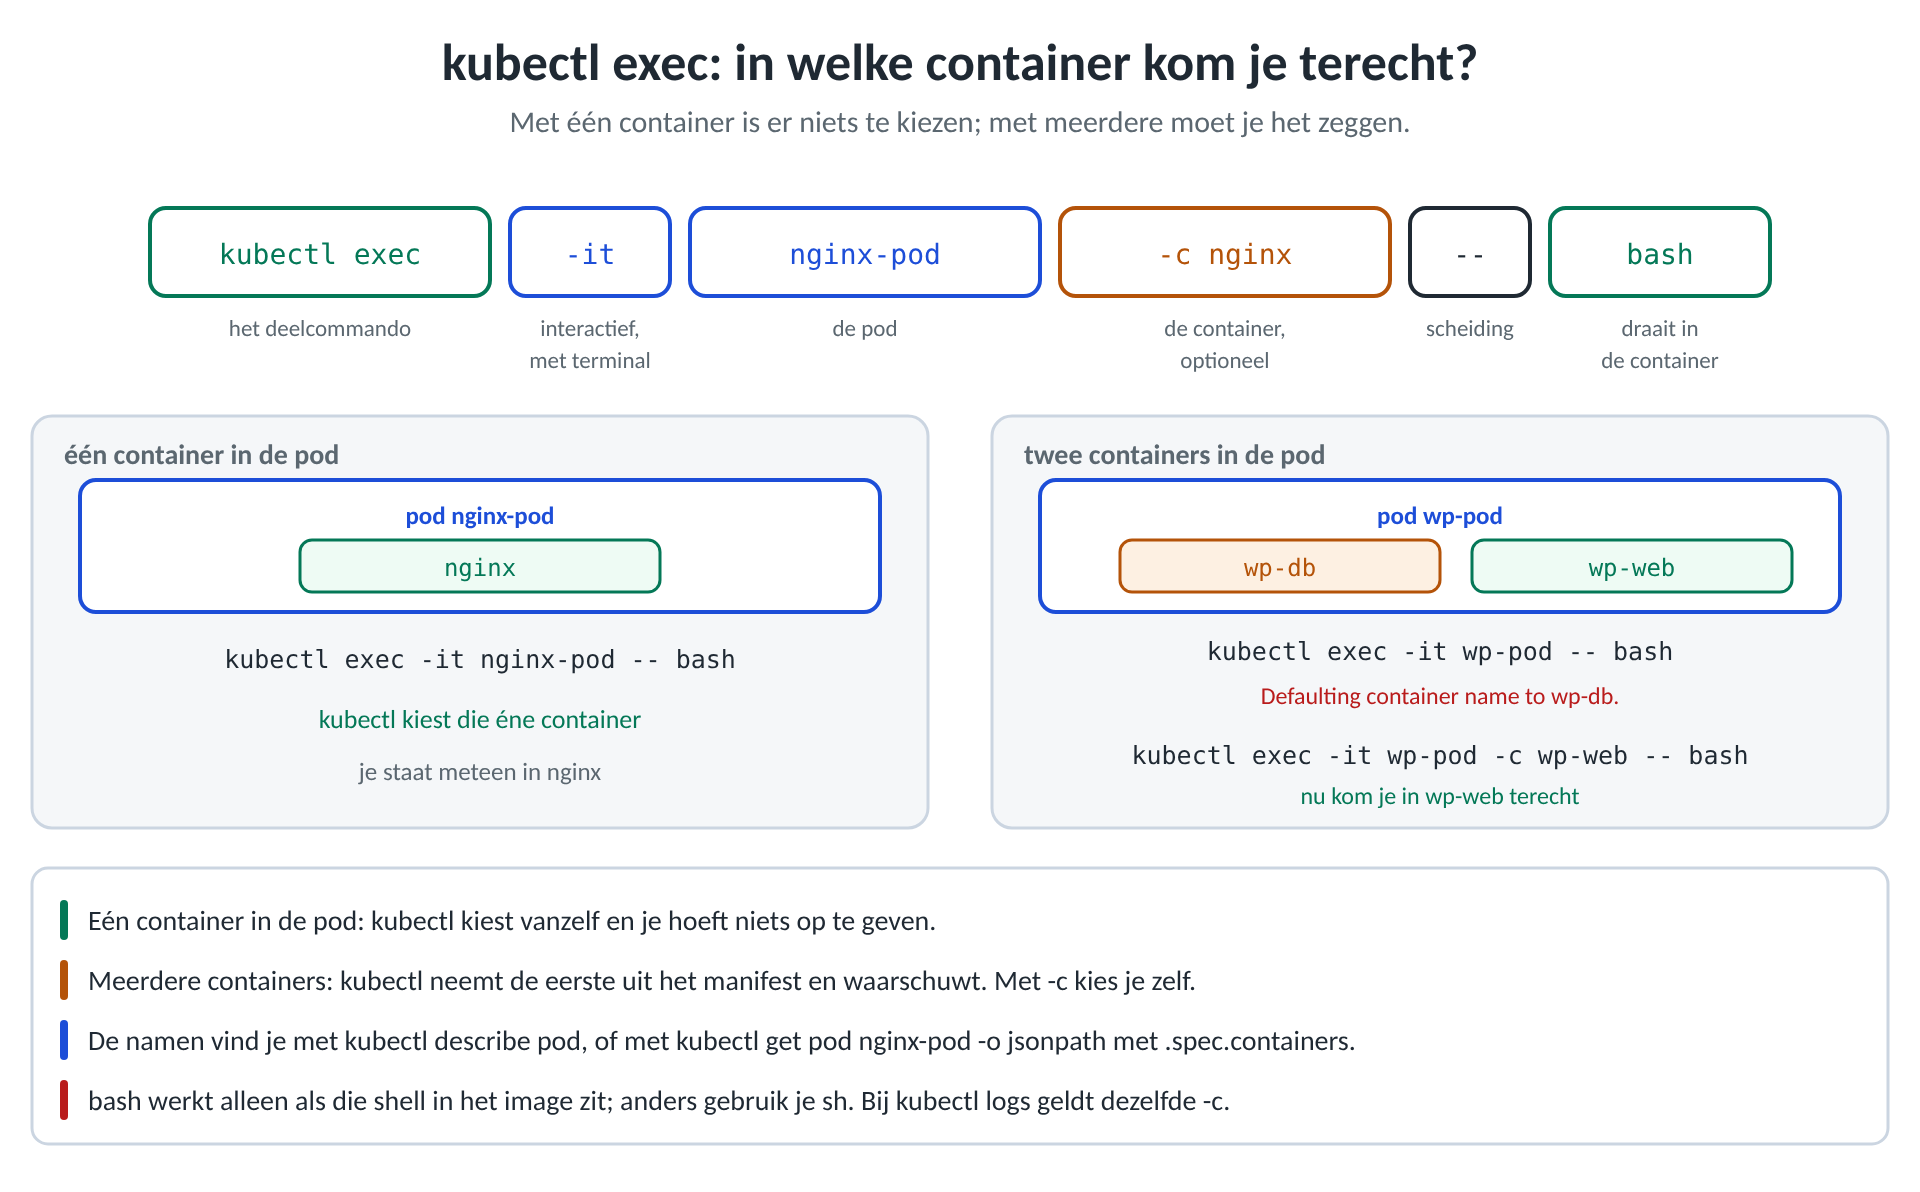 kubectl exec: in welke container kom je terecht?
Met één container is er niets te kiezen; met meerdere moet je het zeggen.
kubectl exec
-it
nginx-pod
-c nginx
--
bash
het deelcommando
interactief,
met terminal
de pod
de container,
optioneel
scheiding
draait in
de container
één container in de pod
pod nginx-pod
nginx
kubectl exec -it nginx-pod -- bash
kubectl kiest die éne container
je staat meteen in nginx
twee containers in de pod
pod wp-pod
wp-db
wp-web
kubectl exec -it wp-pod -- bash
Defaulting container name to wp-db.
kubectl exec -it wp-pod -c wp-web -- bash
nu kom je in wp-web terecht
Eén container in de pod: kubectl kiest vanzelf en je hoeft niets op te geven.
Meerdere containers: kubectl neemt de eerste uit het manifest en waarschuwt. Met -c kies je zelf.
De namen vind je met kubectl describe pod, of met kubectl get pod nginx-pod -o jsonpath met .spec.containers.
bash werkt alleen als die shell in het image zit; anders gebruik je sh. Bij kubectl logs geldt dezelfde -c.